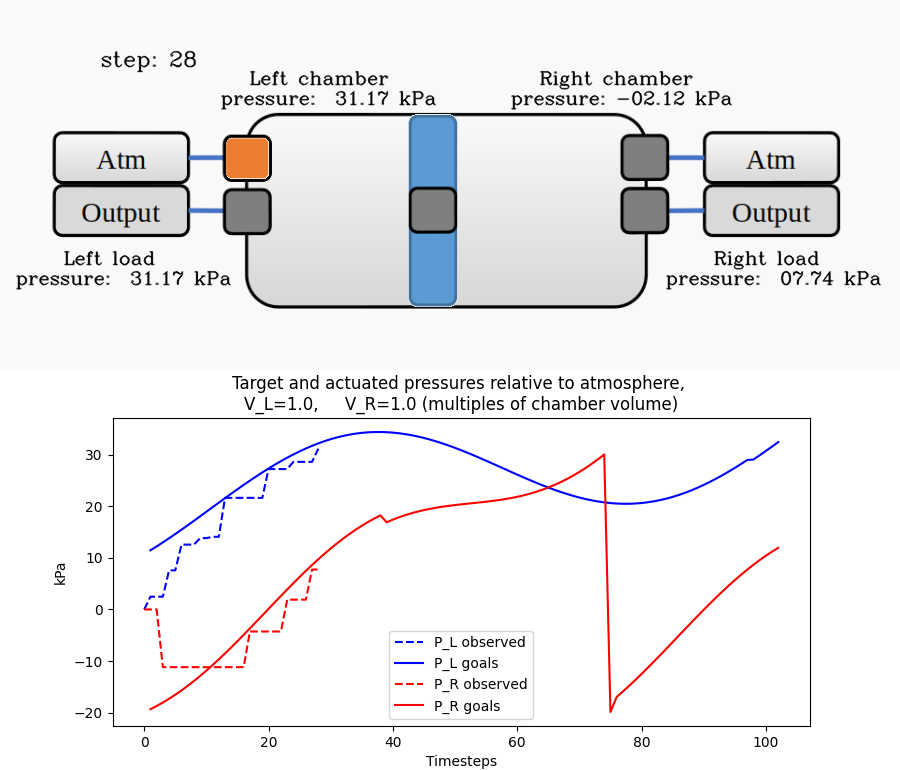 step: 28
Left chamber
pressure:  31.17 kPa
Right chamber
pressure: -02.12 kPa
Atm
Output
Atm
Output
Left load
pressure:  31.17 kPa
Right load
pressure:  07.74 kPa
Target and actuated pressures relative to atmosphere,
V_L=1.0,     V_R=1.0 (multiples of chamber volume)
kPa
30
20
10
0
−10
−20
P_L observed
P_L goals
P_R observed
P_R goals
0 20 40 60 80 100
Timesteps